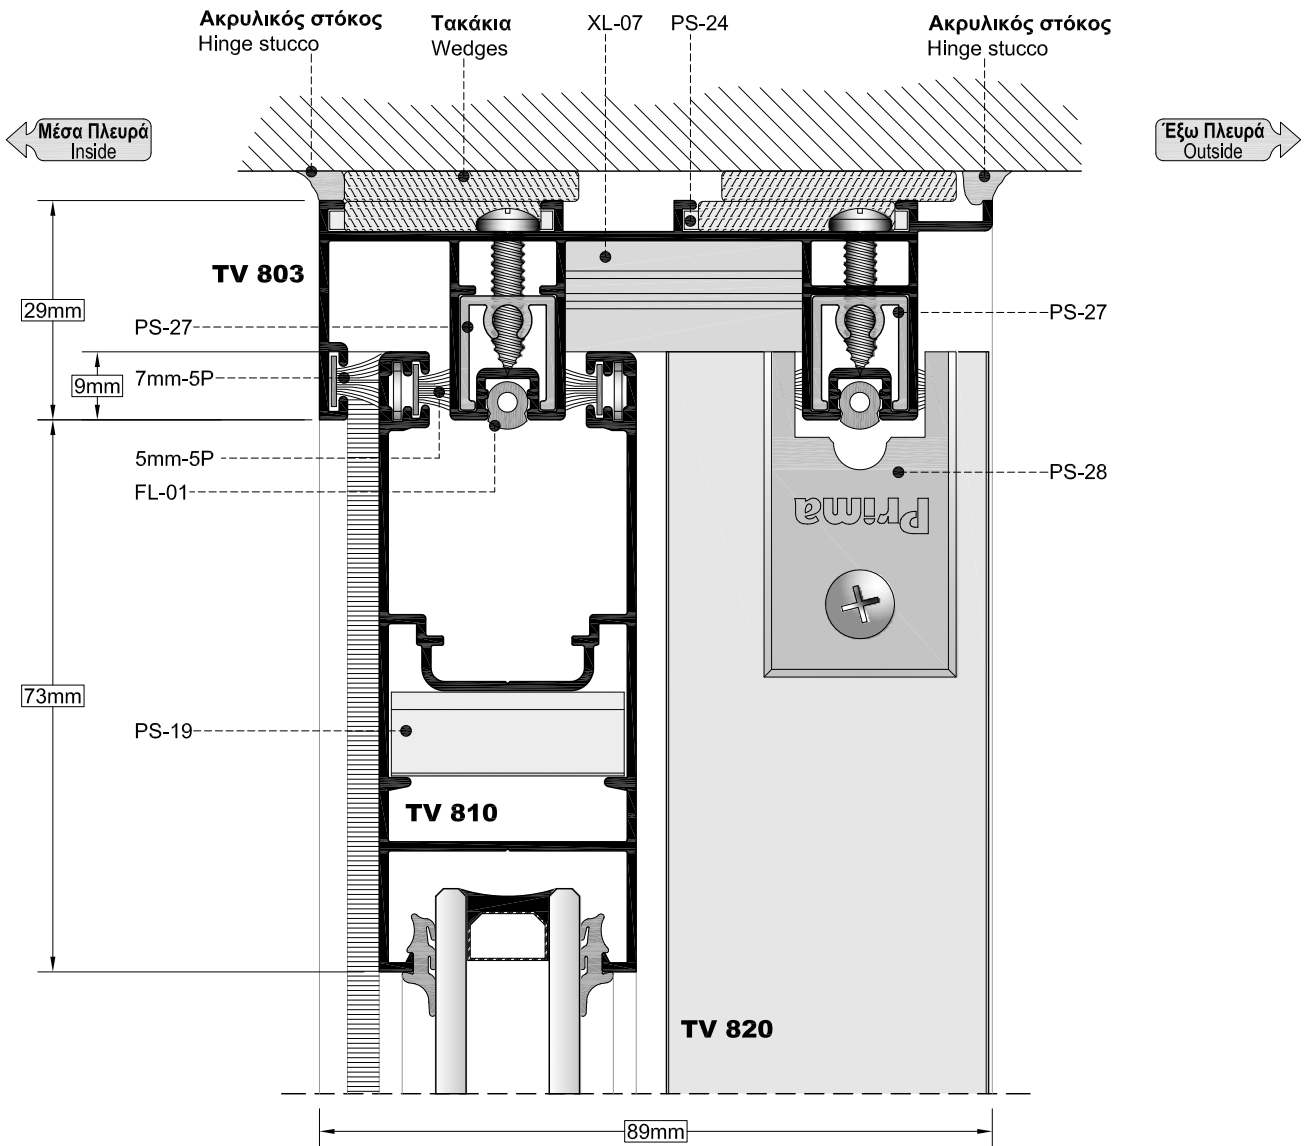 Ακρυλικός στόκος
Hinge stucco
Τακάκια
Wedges
XL-07
PS-24
Ακρυλικός στόκος
Hinge stucco
Μέσα Πλευρά
Inside
Έξω Πλευρά
Outside
TV 803
29mm
PS-27
PS-27
9mm
7mm-5P
5mm-5P
FL-01
PS-28
Prima
73mm
PS-19
TV 810
TV 820
89mm